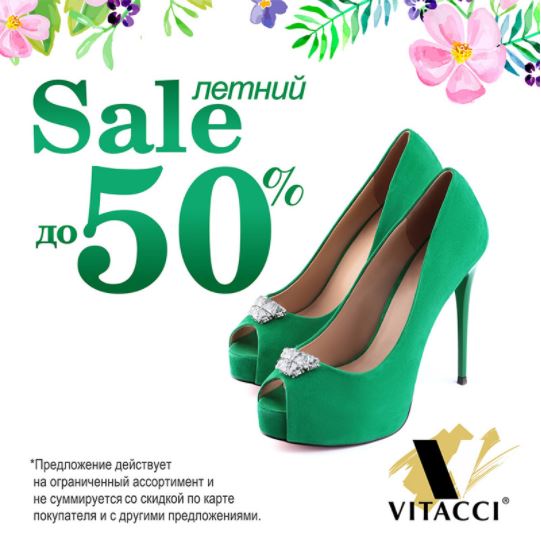 летний
Sale
до 50%
*Предложение действует
на ограниченный ассортимент и
не суммируется со скидкой по карте
покупателя и с другими предложениями.
V
VITACCI®